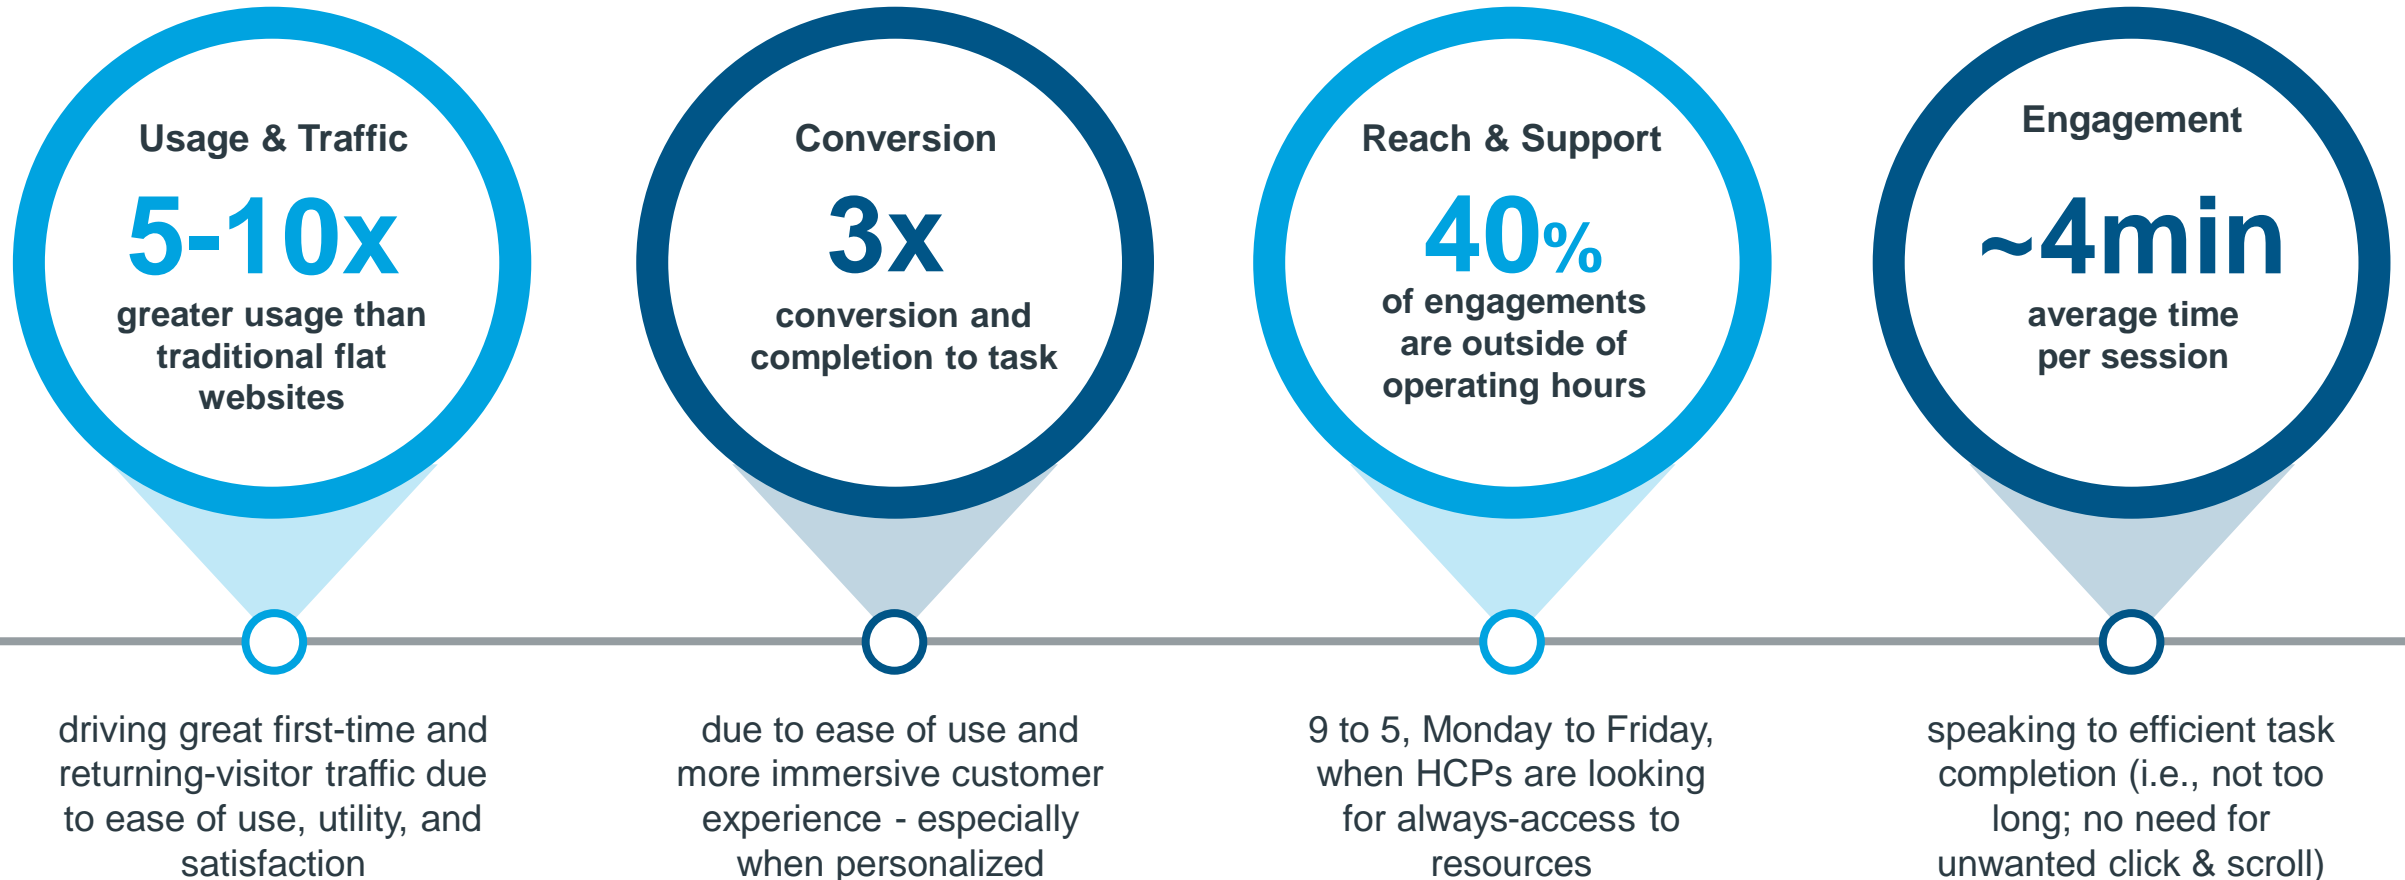 Usage & Traffic
5-10x
greater usage than
traditional flat
websites
driving great first-time and
returning-visitor traffic due
to ease of use, utility, and
satisfaction
Conversion
3x
conversion and
completion to task
due to ease of use and
more immersive customer
experience - especially
when personalized
Reach & Support
40%
of engagements
are outside of
operating hours
9 to 5, Monday to Friday,
when HCPs are looking
for always-access to
resources
Engagement
~4min
average time
per session
speaking to efficient task
completion (i.e., not too
long; no need for
unwanted click & scroll)